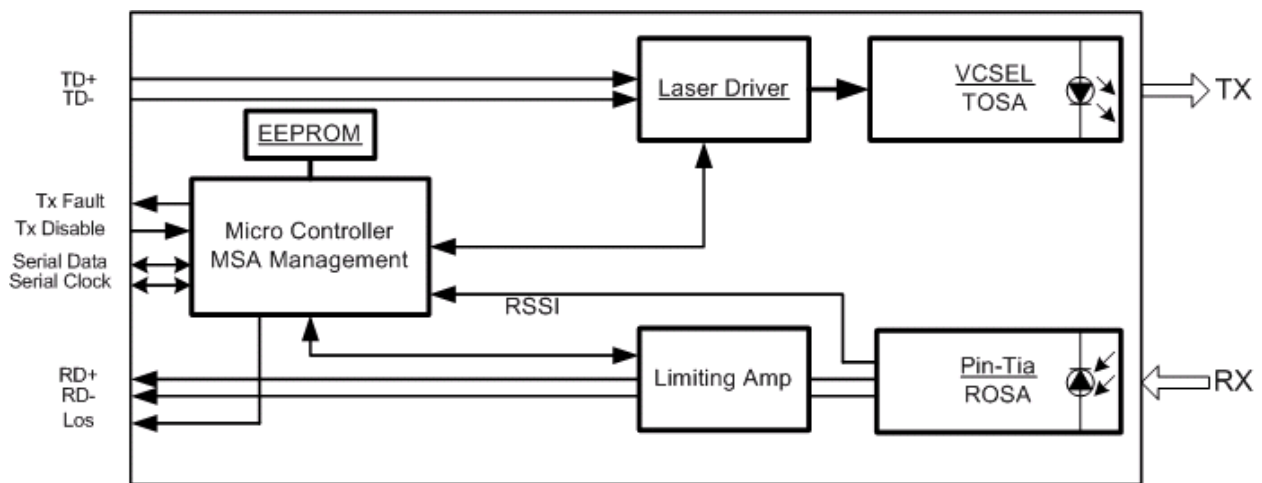 TD+
TD-
Laser Driver
VCSEL
TOSA
TX
EEPROM
Tx Fault
Tx Disable
Serial Data
Serial Clock
Micro Controller
MSA Management
RSSI
RD+
RD-
Los
Limiting Amp
Pin-Tia
ROSA
RX